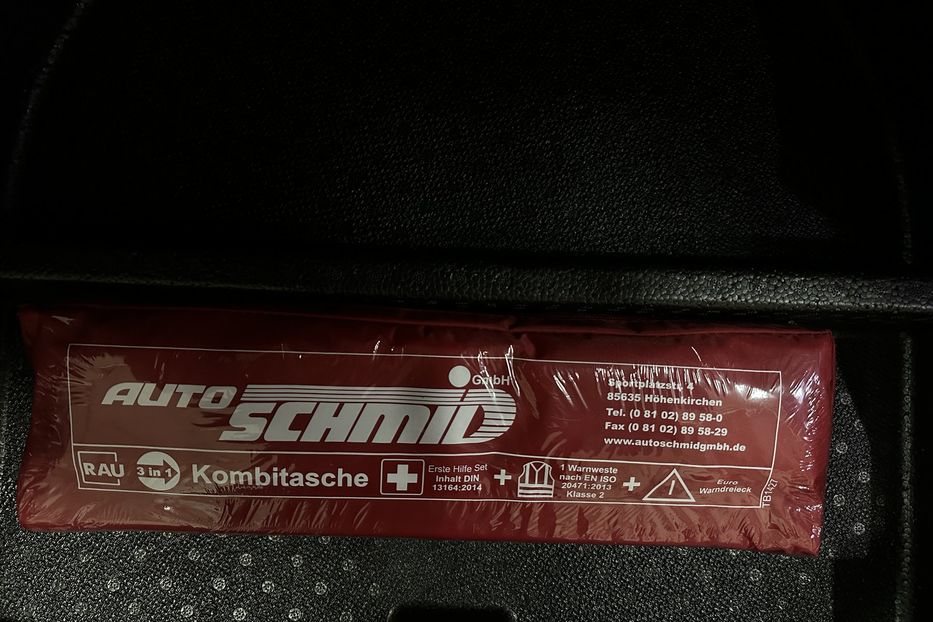 AUTO SCHMID GmbH
Sportplatzstr. 4
85635 Höhenkirchen
Tel. (0 81 02) 89 58-0
Fax (0 81 02) 89 58-29
www.autoschmidgmbh.de
RAU 3 in 1 Kombitasche
Erste Hilfe Set
Inhalt DIN
13164:2014
+
1 Warnweste
nach EN ISO
20471:2013
Klasse 2
+
Euro
Warndreieck